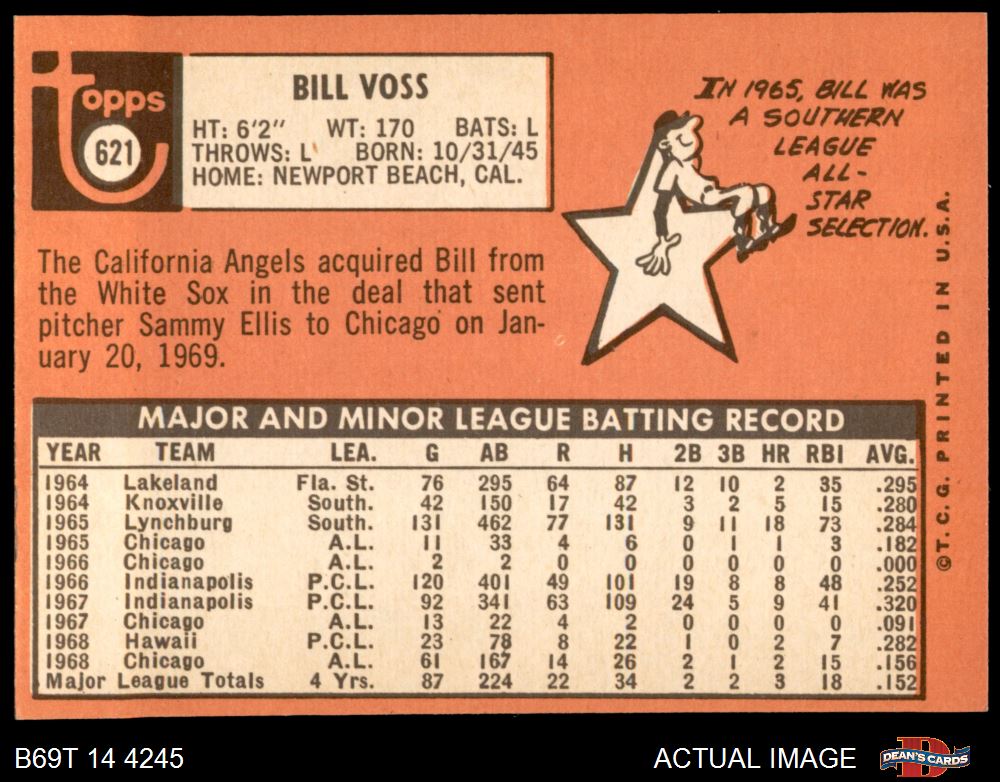 topps
621
BILL VOSS
HT: 6'2" WT: 170 BATS: L
THROWS: L BORN: 10/31/45
HOME: NEWPORT BEACH, CAL.
IN 1965, BILL WAS
A SOUTHERN
LEAGUE
ALL-
STAR
SELECTION.
The California Angels acquired Bill from
the White Sox in the deal that sent
pitcher Sammy Ellis to Chicago on Jan-
uary 20, 1969.
MAJOR AND MINOR LEAGUE BATTING RECORD
YEAR TEAM LEA. G AB R H 2B 3B HR RBI AVG.
1964 Lakeland Fla. St. 76 295 64 87 12 10 2 35 .295
1964 Knoxville South. 42 150 17 42 3 2 5 15 .280
1965 Lynchburg South. 131 462 77 131 9 11 18 73 .284
1965 Chicago A.L. 11 33 4 6 0 1 1 3 .182
1966 Chicago A.L. 2 2 0 0 0 0 0 0 .000
1966 Indianapolis P.C.L. 120 401 49 101 19 8 8 48 .252
1967 Indianapolis P.C.L. 92 341 63 109 24 5 9 41 .320
1967 Chicago A.L. 13 22 4 2 0 0 0 0 .091
1968 Hawaii P.C.L. 23 78 8 22 1 0 2 7 .282
1968 Chicago A.L. 61 167 14 26 2 1 2 15 .156
Major League Totals 4 Yrs. 87 224 22 34 2 2 3 18 .152
©T. C. G. PRINTED IN U.S.A.
B69T 14 4245
ACTUAL IMAGE
DEAN'S CARDS